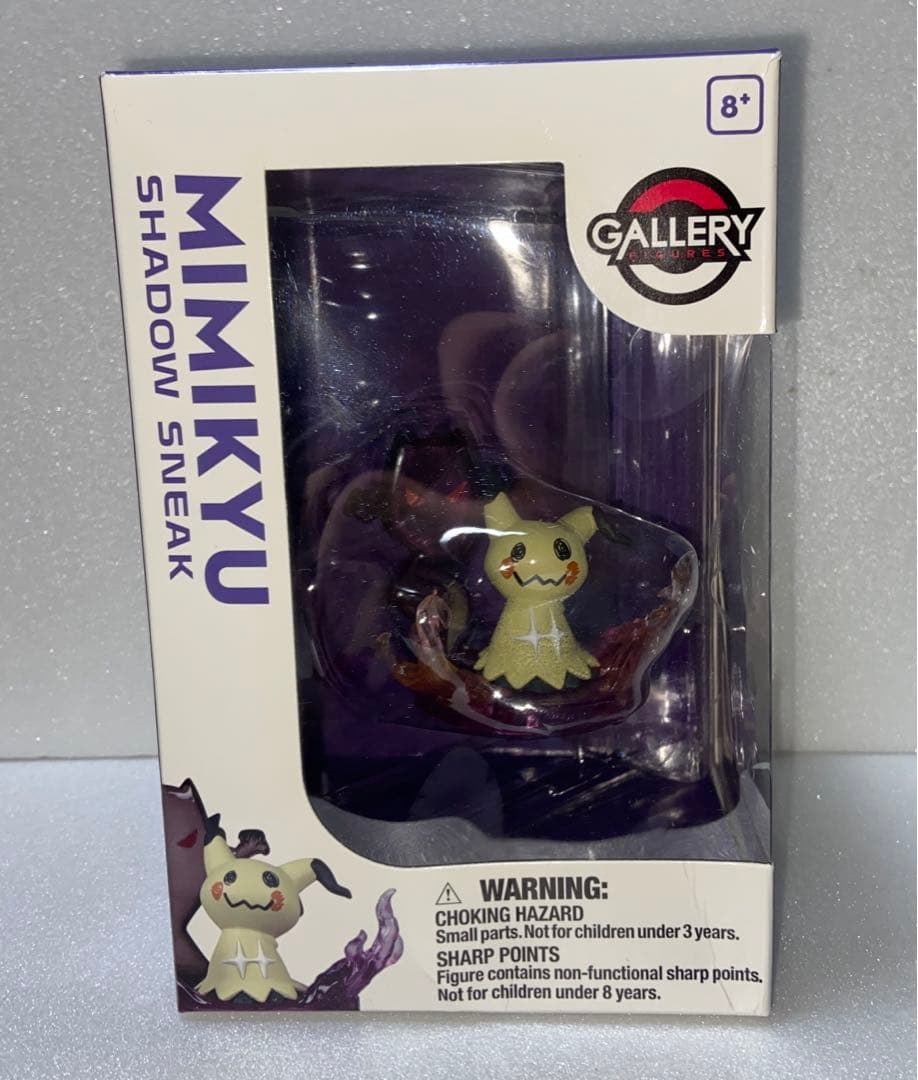 8+
GALLERY
FIGURES
MIMIKYU
SHADOW SNEAK
WARNING:
CHOKING HAZARD
Small parts. Not for children under 3 years.
SHARP POINTS
Figure contains non-functional sharp points.
Not for children under 8 years.